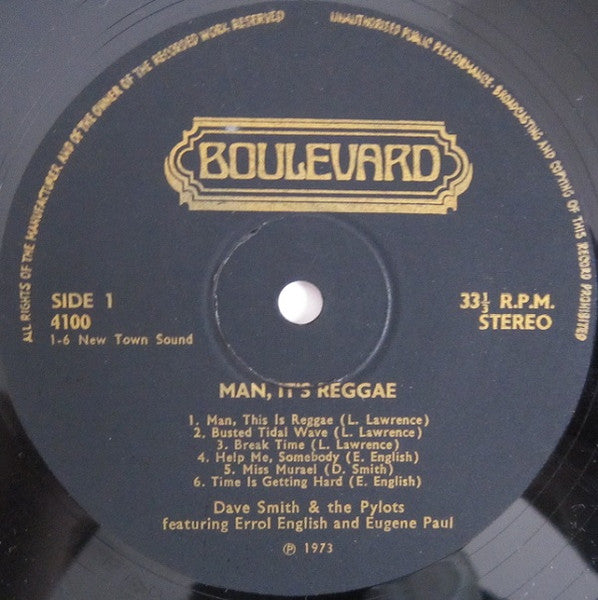 ALL RIGHTS OF THE MANUFACTURER AND OF THE OWNER OF THE RECORDED WORK RESERVED
UNAUTHORISED PUBLIC PERFORMANCE · BROADCASTING AND COPYING OF THIS RECORD PROHIBITED
BOULEVARD
SIDE 1
4100
1-6 New Town Sound
33⅓ R.P.M.
STEREO
MAN, IT'S REGGAE
1. Man, This Is Reggae (L. Lawrence)
2. Busted Tidal Wave (L. Lawrence)
3. Break Time (L. Lawrence)
4. Help Me, Somebody (E. English)
5. Miss Murael (D. Smith)
6. Time Is Getting Hard (E. English)
Dave Smith & the Pylots
featuring Errol English and Eugene Paul
℗ 1973